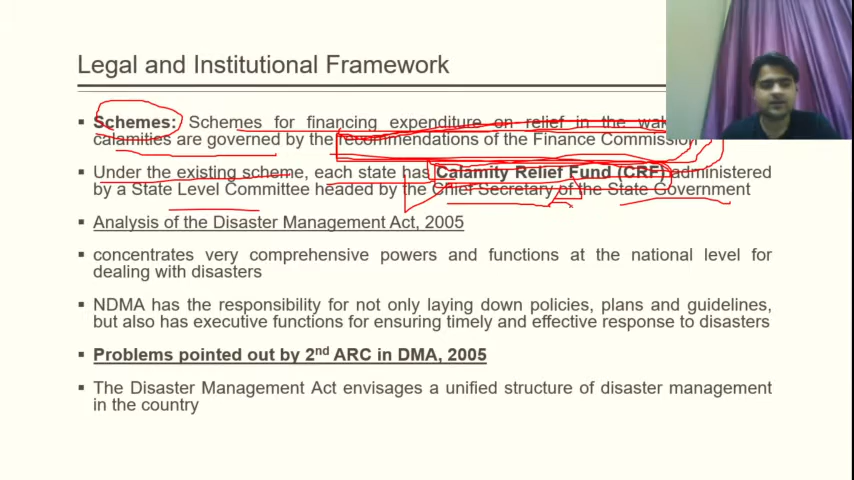 Legal and Institutional Framework
▪ Schemes: Schemes for financing expenditure on relief in the
calamities are governed by the recommendations of the Finance Commission
▪ Under the existing scheme, each state has Calamity Relief Fund (CRF) administered
by a State Level Committee headed by the Chief Secretary of the State Government
▪ Analysis of the Disaster Management Act, 2005
▪ concentrates very comprehensive powers and functions at the national level for
dealing with disasters
▪ NDMA has the responsibility for not only laying down policies, plans and guidelines,
but also has executive functions for ensuring timely and effective response to disasters
▪ Problems pointed out by 2nd ARC in DMA, 2005
▪ The Disaster Management Act envisages a unified structure of disaster management
in the country